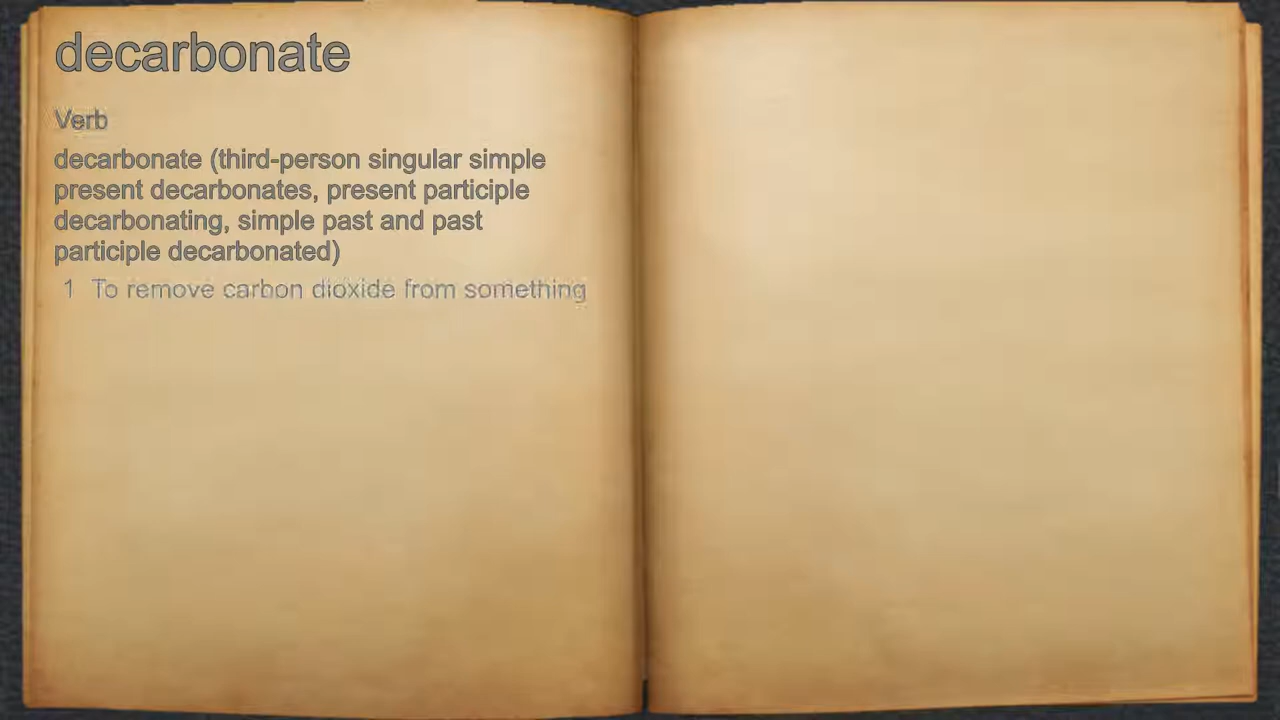 decarbonate
Verb
decarbonate (third-person singular simple
present decarbonates, present participle
decarbonating, simple past and past
participle decarbonated)
1 To remove carbon dioxide from something